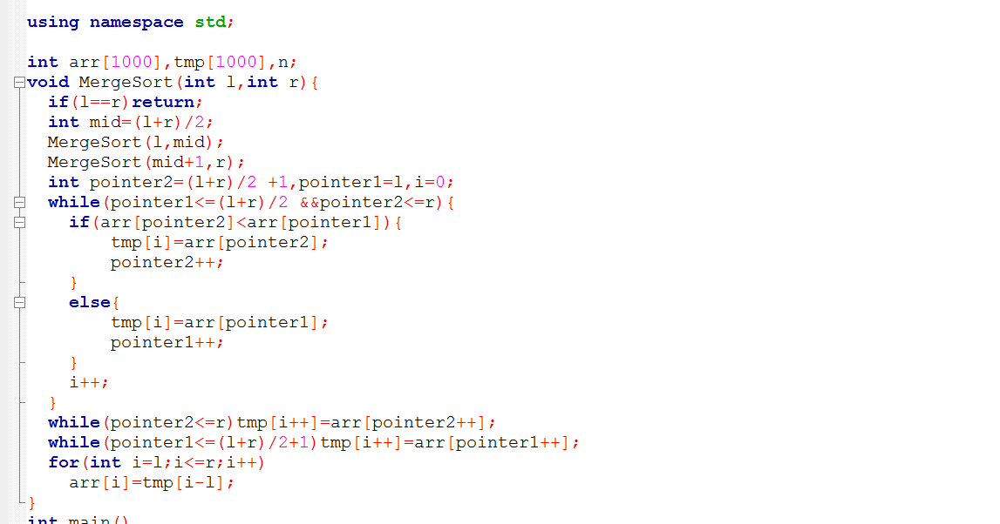 using namespace std;
int arr[1000],tmp[1000],n;
void MergeSort(int l,int r){
if(l==r)return;
int mid=(l+r)/2;
MergeSort(l,mid);
MergeSort(mid+1,r);
int pointer2=(l+r)/2 +1,pointer1=l,i=0;
while(pointer1<=(l+r)/2 &&pointer2<=r){
if(arr[pointer2]<arr[pointer1]){
tmp[i]=arr[pointer2];
pointer2++;
}
else{
tmp[i]=arr[pointer1];
pointer1++;
}
i++;
}
while(pointer2<=r)tmp[i++]=arr[pointer2++];
while(pointer1<=(l+r)/2+1)tmp[i++]=arr[pointer1++];
for(int i=l;i<=r;i++)
arr[i]=tmp[i-l];
}
int main()